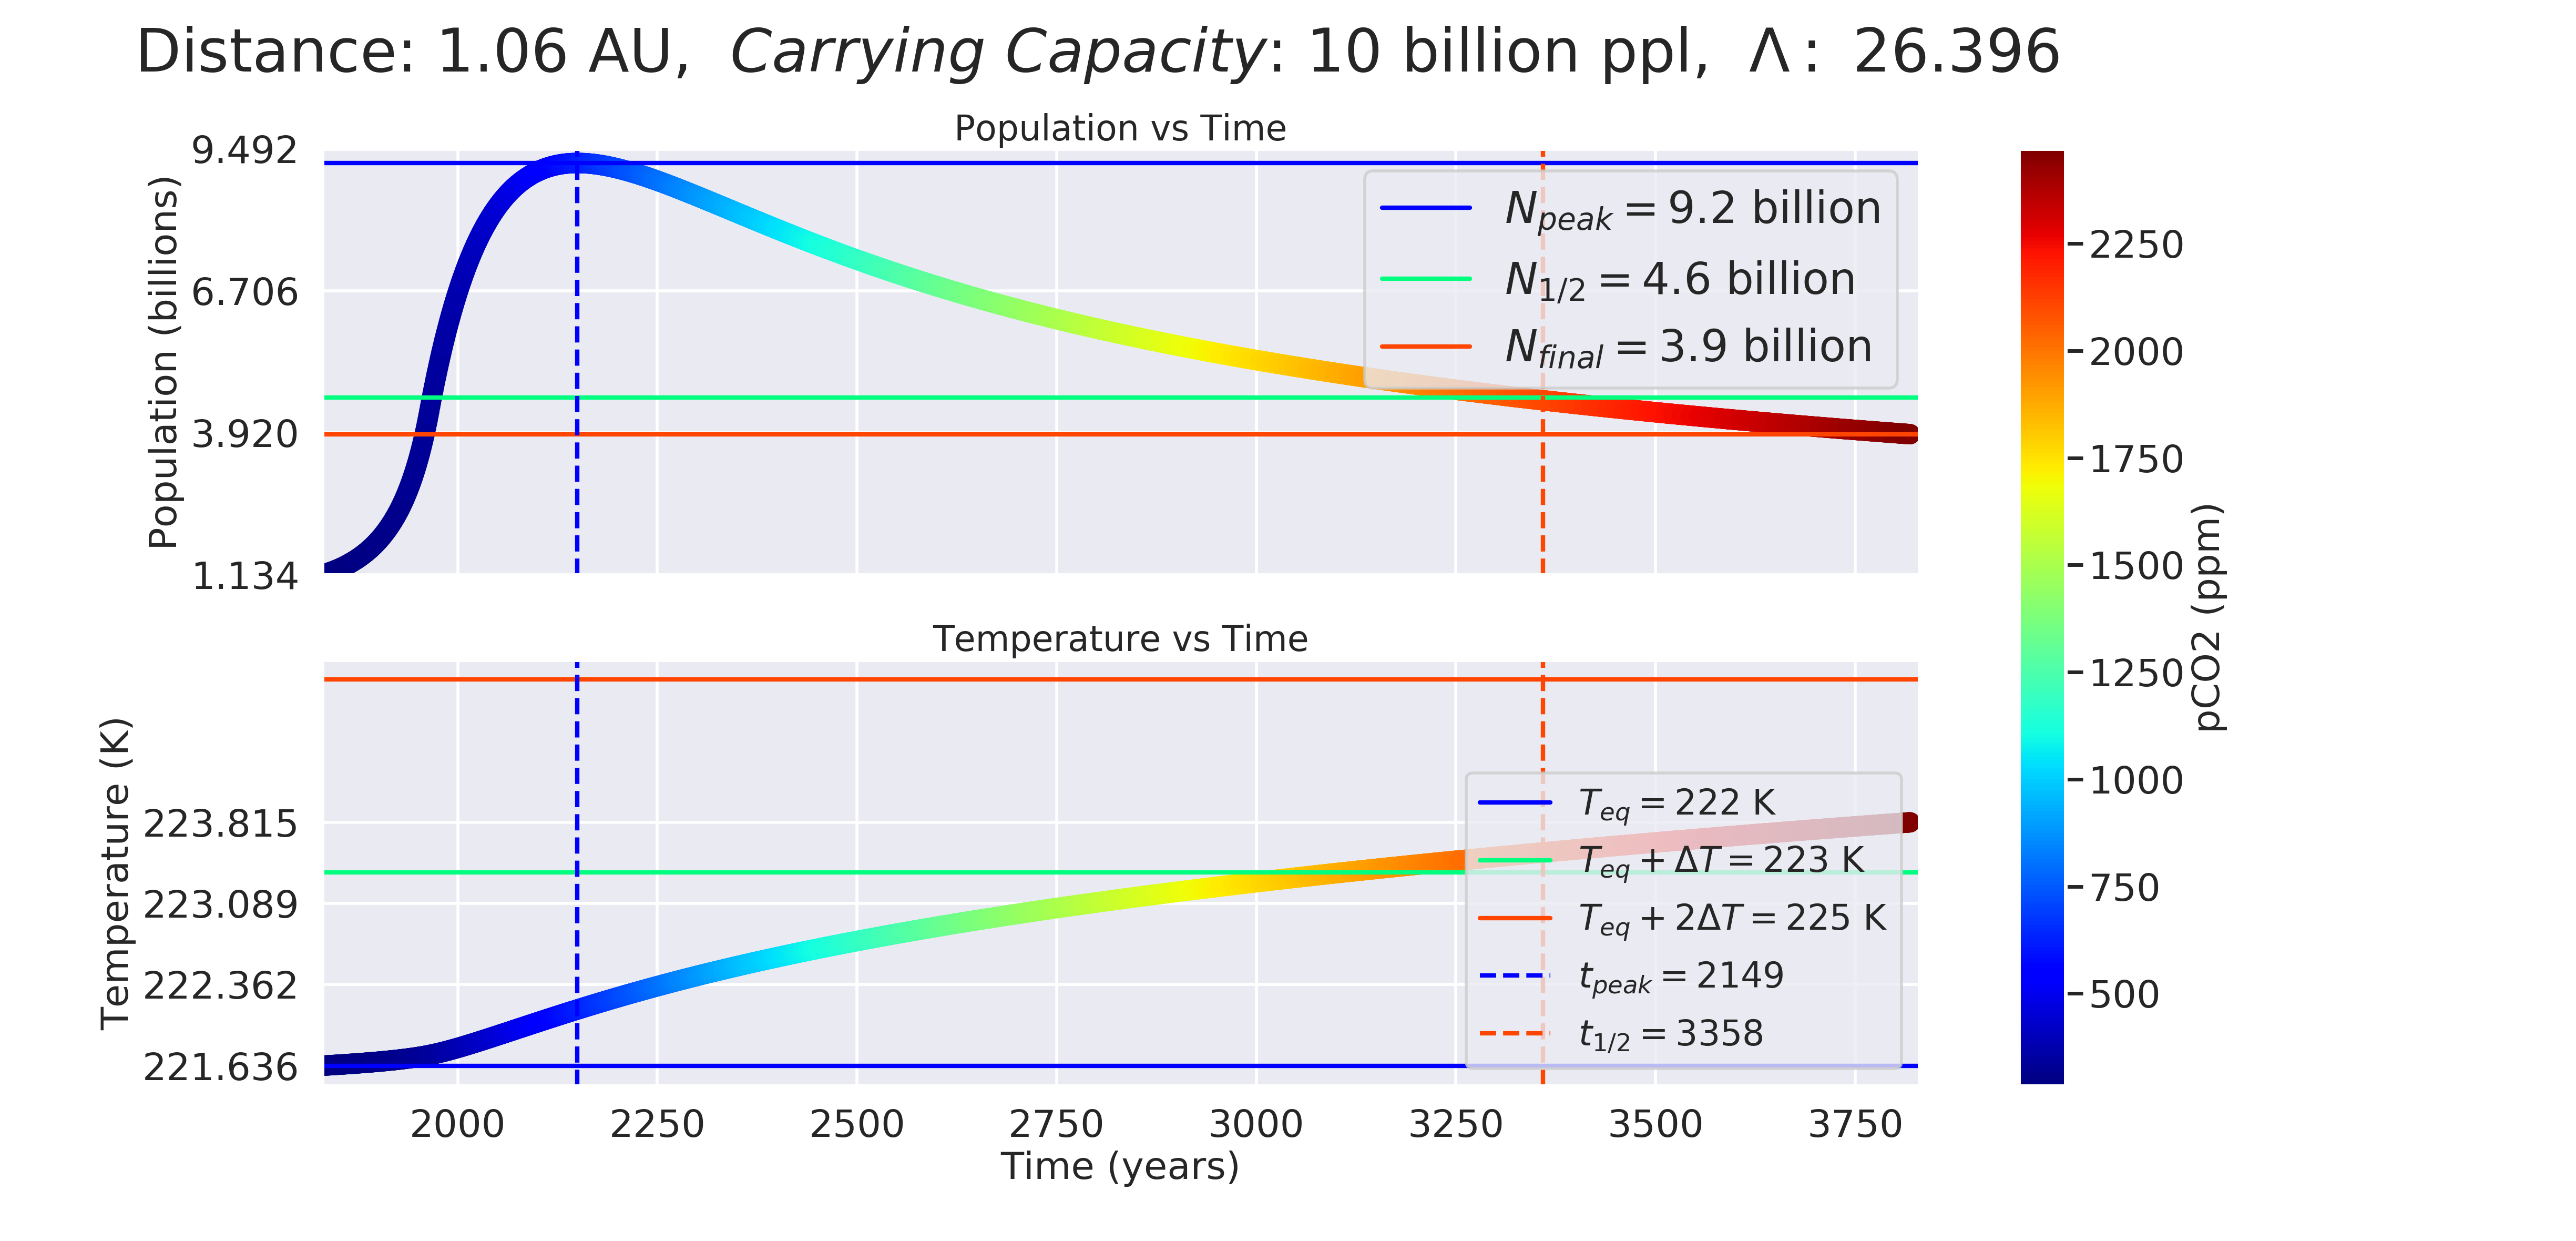 Distance: 1.06 AU, Carrying Capacity: 10 billion ppl, Λ : 26.396
Population vs Time
Population (billions)
9.492
6.706
3.920
1.134
N_peak = 9.2 billion
N_1/2 = 4.6 billion
N_final = 3.9 billion
Temperature vs Time
Temperature (K)
223.815
223.089
222.362
221.636
T_eq = 222 K
T_eq + ΔT = 223 K
T_eq + 2ΔT = 225 K
t_peak = 2149
t_1/2 = 3358
2000 2250 2500 2750 3000 3250 3500 3750
Time (years)
2250
2000
1750
1500
1250
1000
750
500
pCO2 (ppm)